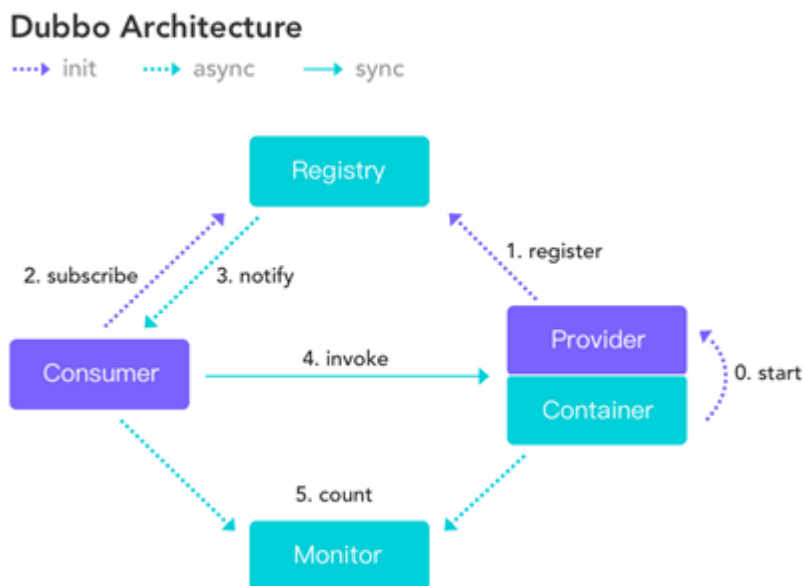 Dubbo Architecture
init async sync
Registry
1. register
2. subscribe 3. notify
Provider
4. invoke
Consumer
0. start
Container
5. count
Monitor